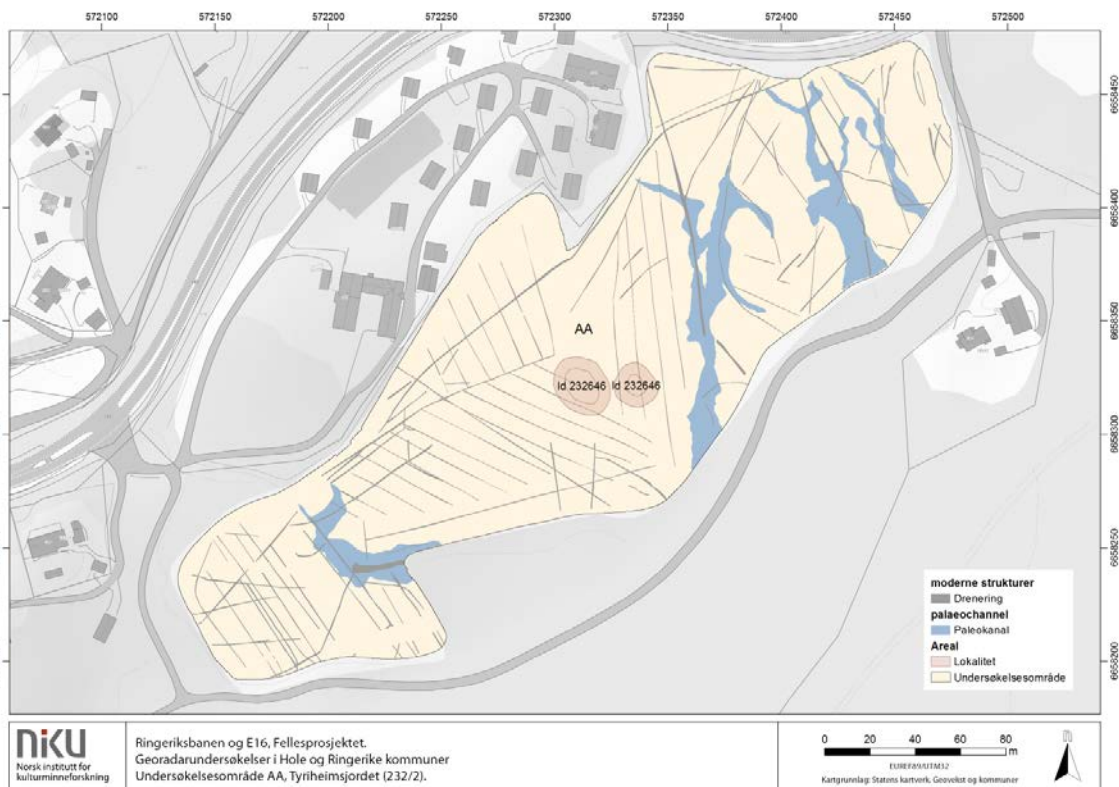 572100 572150 572200 572250 572300 572350 572400 572450 572500
6658450
6658400
6658350
6658300
6658250
6658200
AA
Id 232646 Id 232646
moderne strukturer
Drenering
palaeochannel
Paleokanal
Areal
Lokalitet
Undersøkelsesområde
niku
Norsk institutt for
kulturminneforskning
Ringeriksbanen og E16, Fellesprosjektet.
Georadarundersøkelser i Hole og Ringerike kommuner
Undersøkelsesområde AA, Tyriheimsjordet (232/2).
0 20 40 60 80
m
EUREF89/UTM32
Kartgrunnlag: Statens kartverk, Geovekst og kommuner